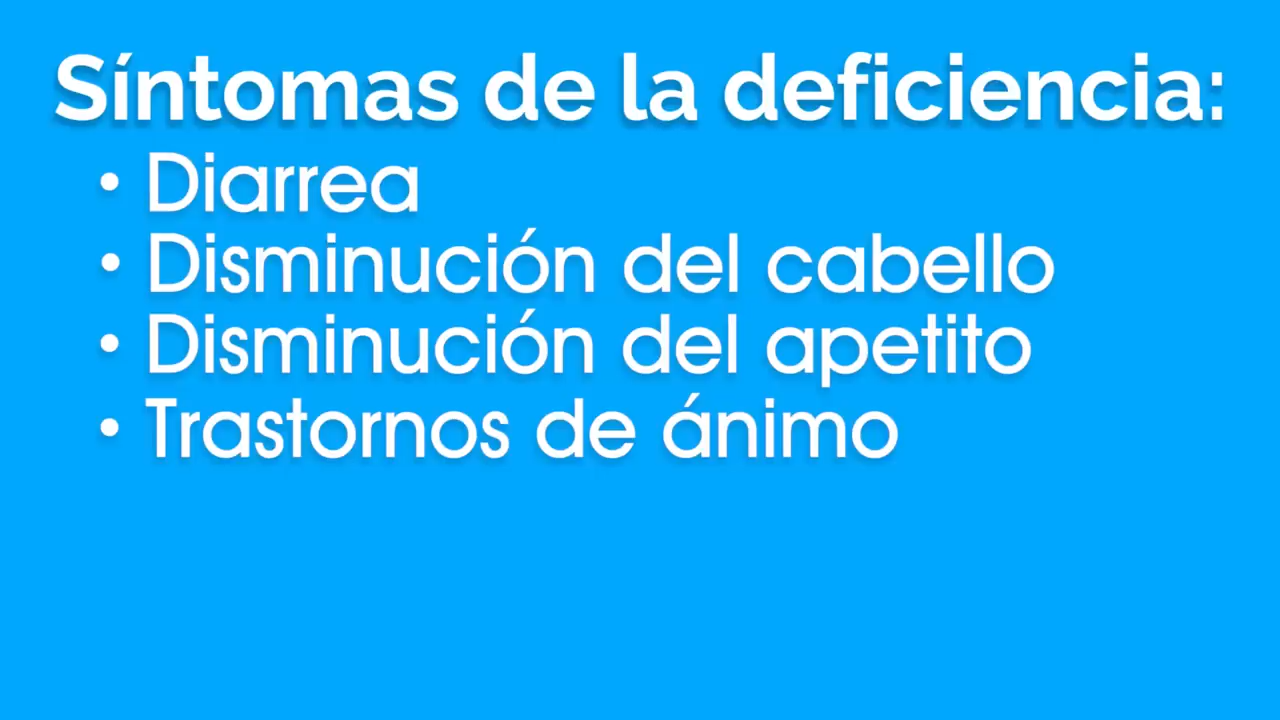 Síntomas de la deficiencia:
• Diarrea
• Disminución del cabello
• Disminución del apetito
• Trastornos de ánimo